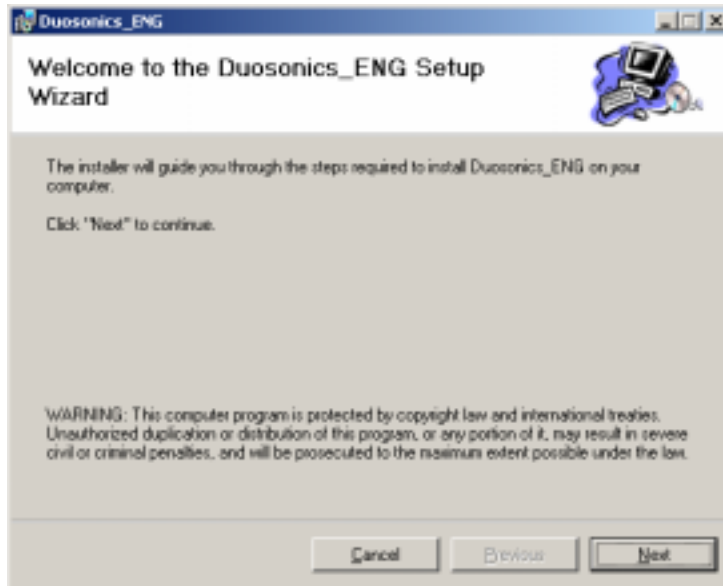 Duosonics_ENG
Welcome to the Duosonics_ENG Setup
Wizard
The installer will guide you through the steps required to install Duosonics_ENG on your
computer.
Click "Next" to continue.
WARNING: This computer program is protected by copyright law and international treaties.
Unauthorized duplication or distribution of this program, or any portion of it, may result in severe
civil or criminal penalties, and will be prosecuted to the maximum extent possible under the law.
Cancel Previous Next